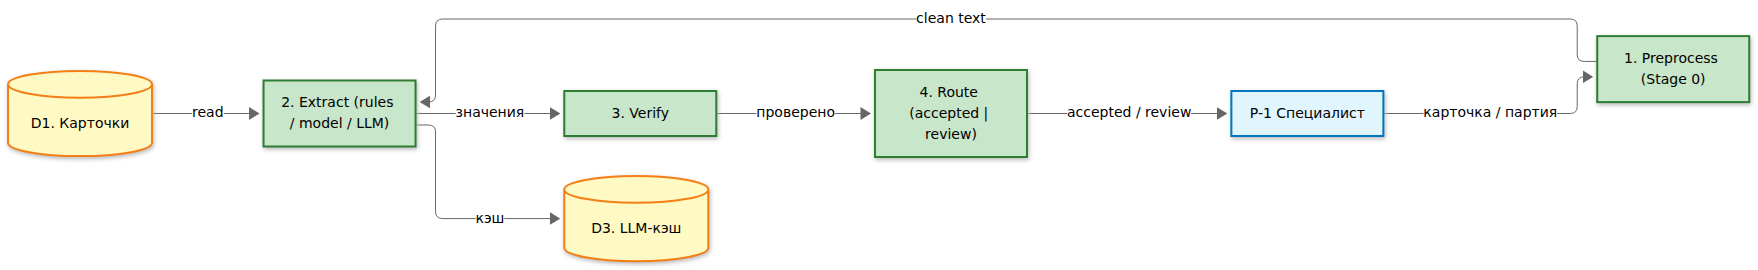 clean text
D1. Карточки
read
2. Extract (rules
/ model / LLM)
значения
3. Verify
проверено
4. Route
(accepted |
review)
accepted / review
P-1 Специалист
карточка / партия
1. Preprocess
(Stage 0)
кэш
D3. LLM-кэш